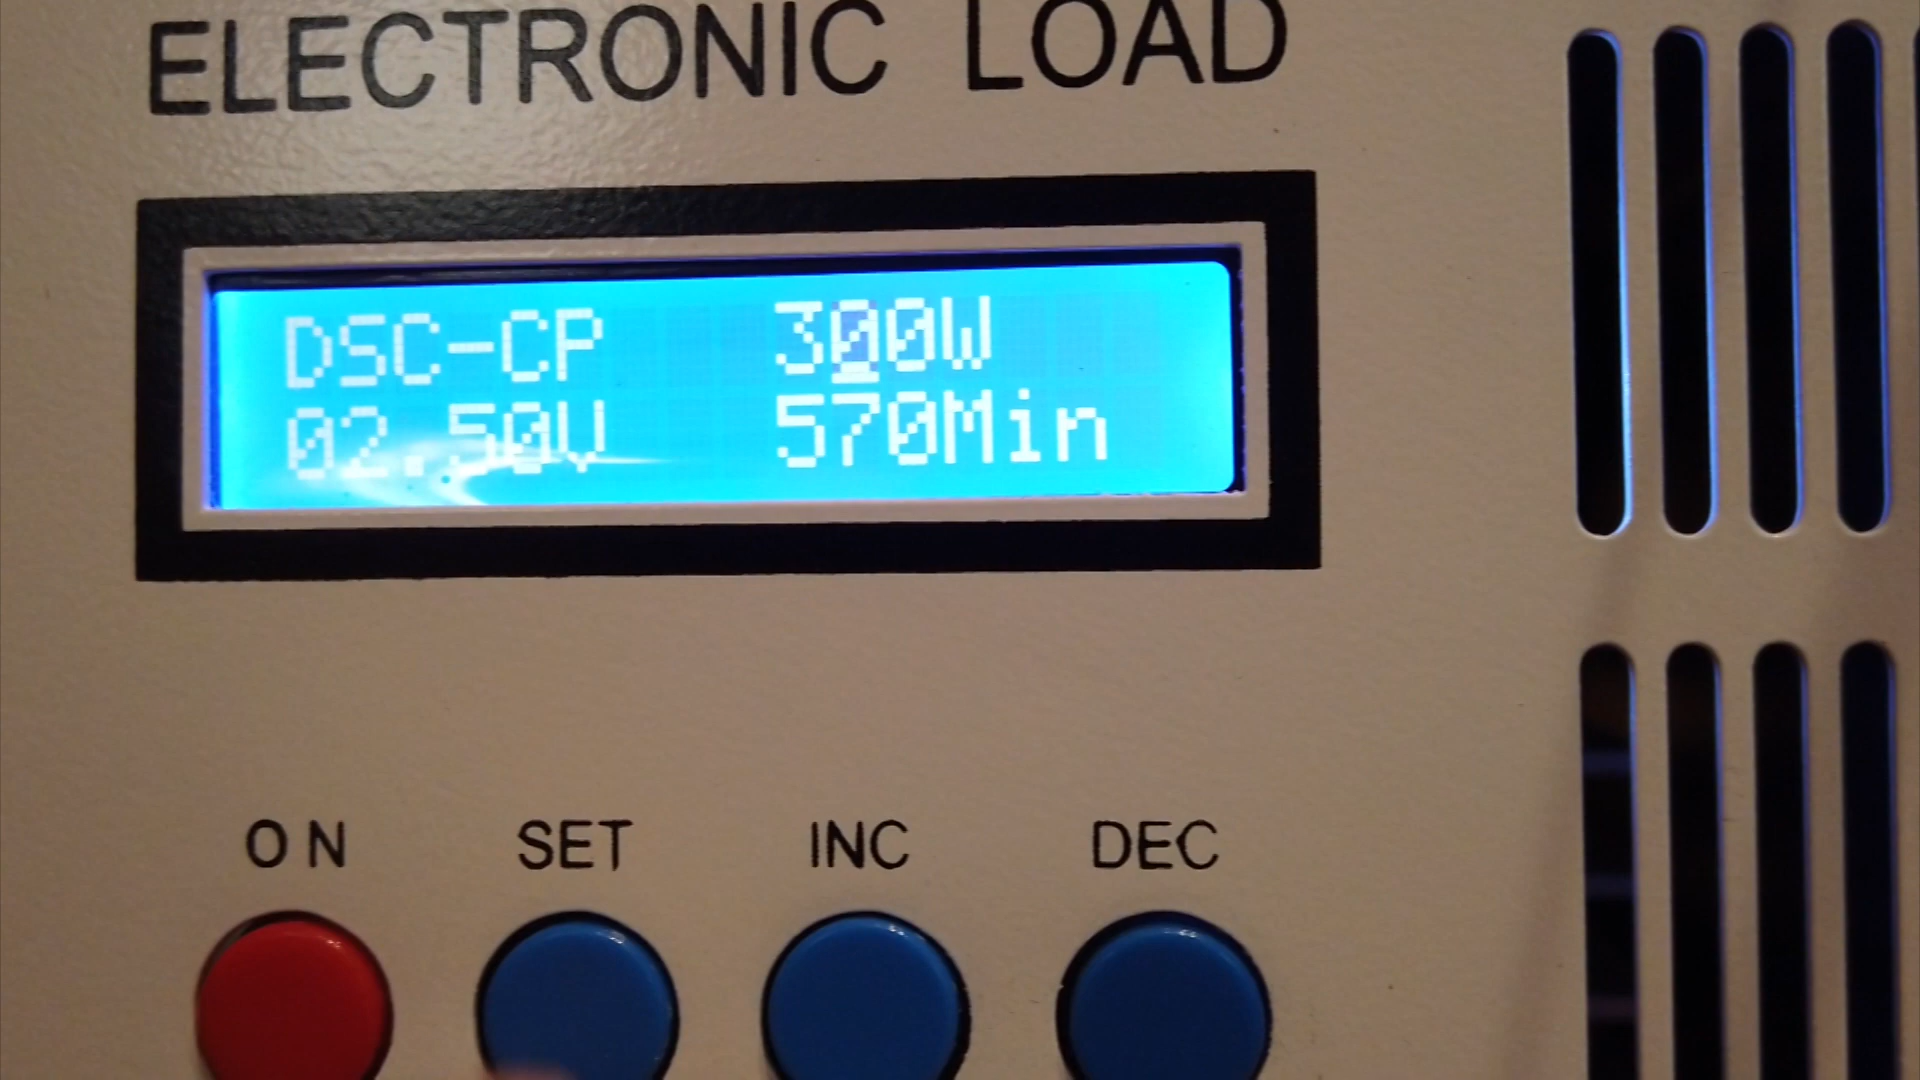 ELECTRONIC LOAD
DSC-CP 300W
02.50V 570Min
ON SET INC DEC